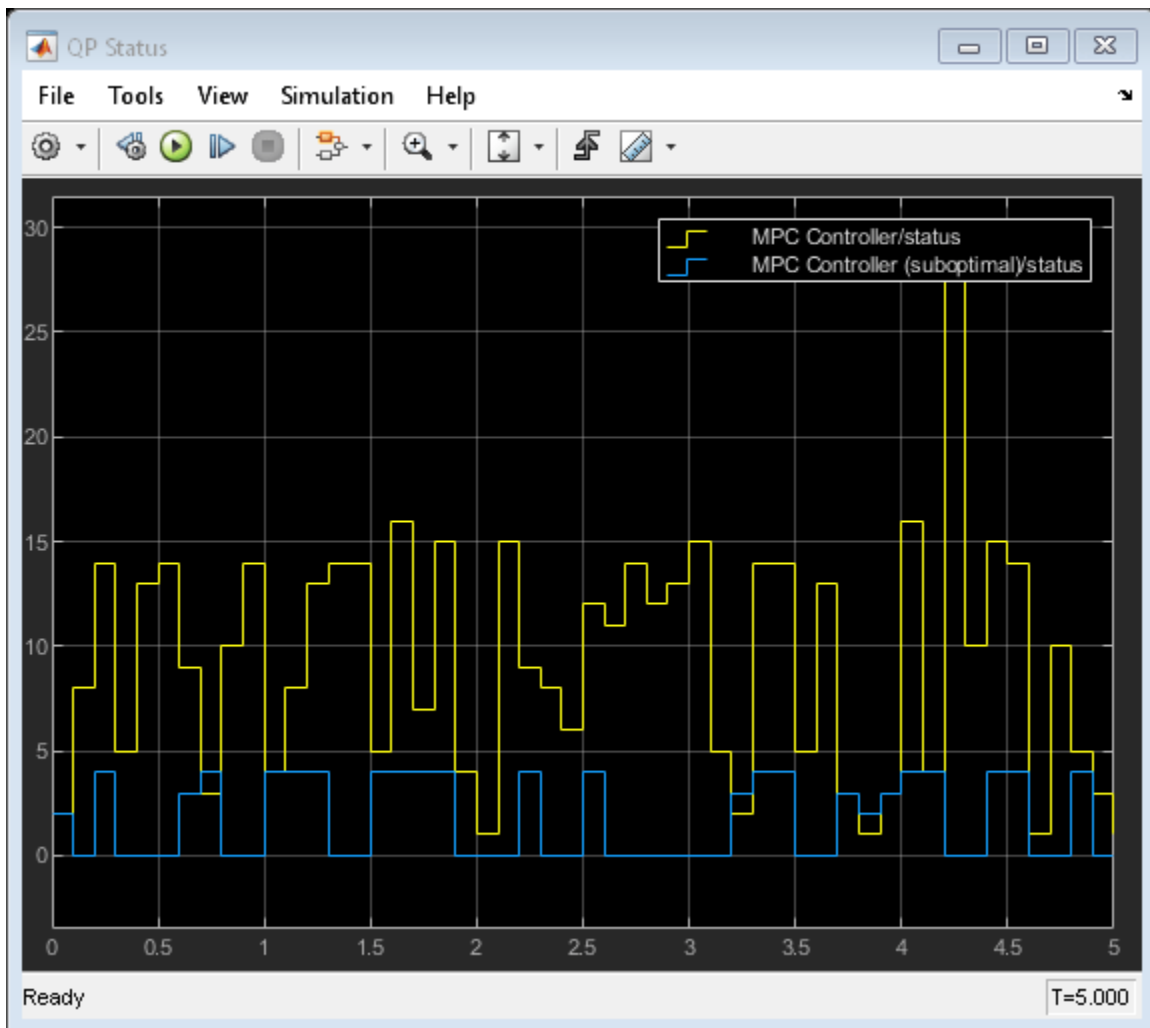 QP Status
File Tools View Simulation Help
30
MPC Controller/status
MPC Controller (suboptimal)/status
25
20
15
10
5
0
0 0.5 1 1.5 2 2.5 3 3.5 4 4.5 5
Ready T=5.000